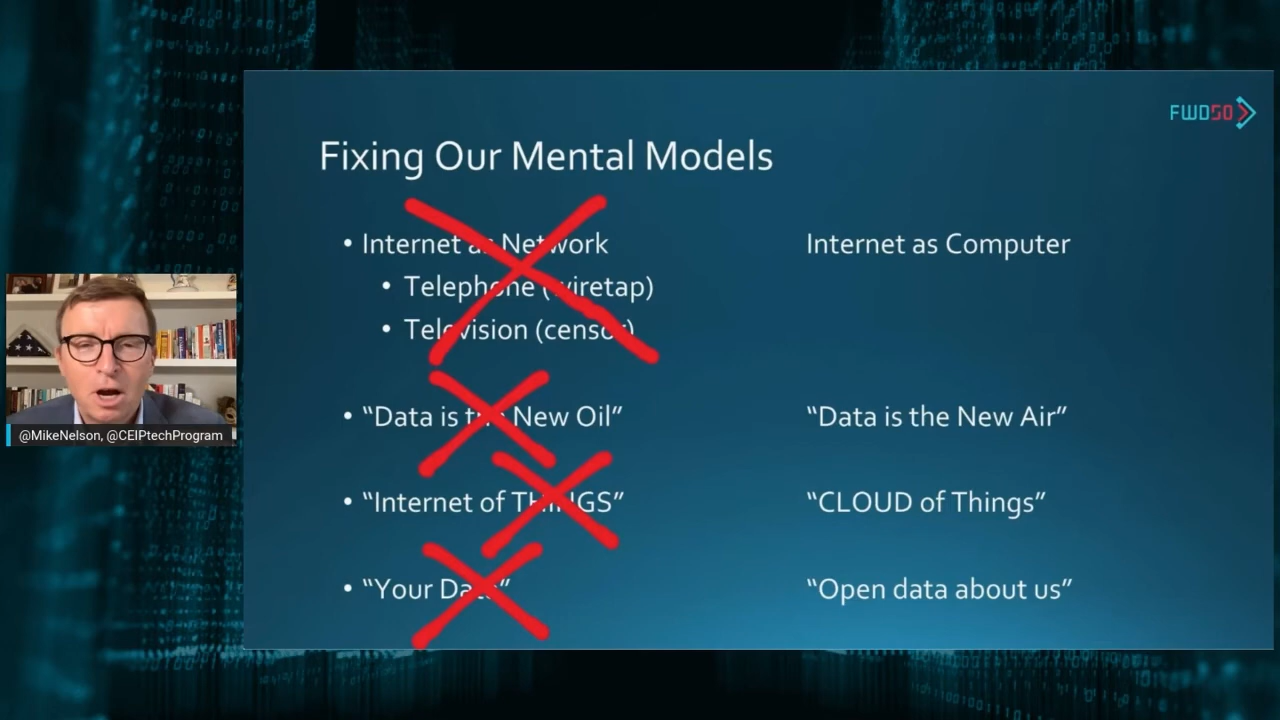 FWD50
Fixing Our Mental Models
• Internet as Network
Internet as Computer
• Telephone (wiretap)
• Television (censor)
• “Data is the New Oil”
“Data is the New Air”
• “Internet of THINGS”
“CLOUD of Things”
• “Your Data”
“Open data about us”
@MikeNelson, @CEIPtechProgram